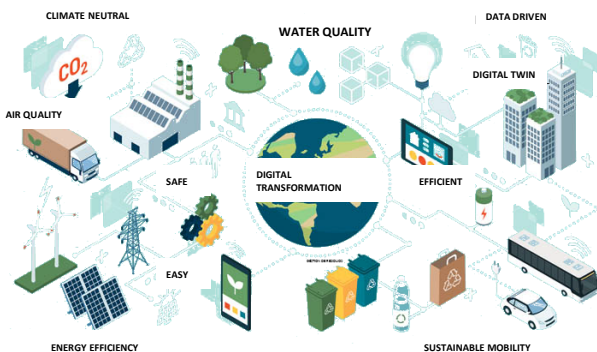 CLIMATE NEUTRAL
DATA DRIVEN
WATER QUALITY
CO2
DIGITAL TWIN
AIR QUALITY
SAFE
DIGITAL
TRANSFORMATION
EFFICIENT
EASY
ENERGY EFFICIENCY
SUSTAINABLE MOBILITY